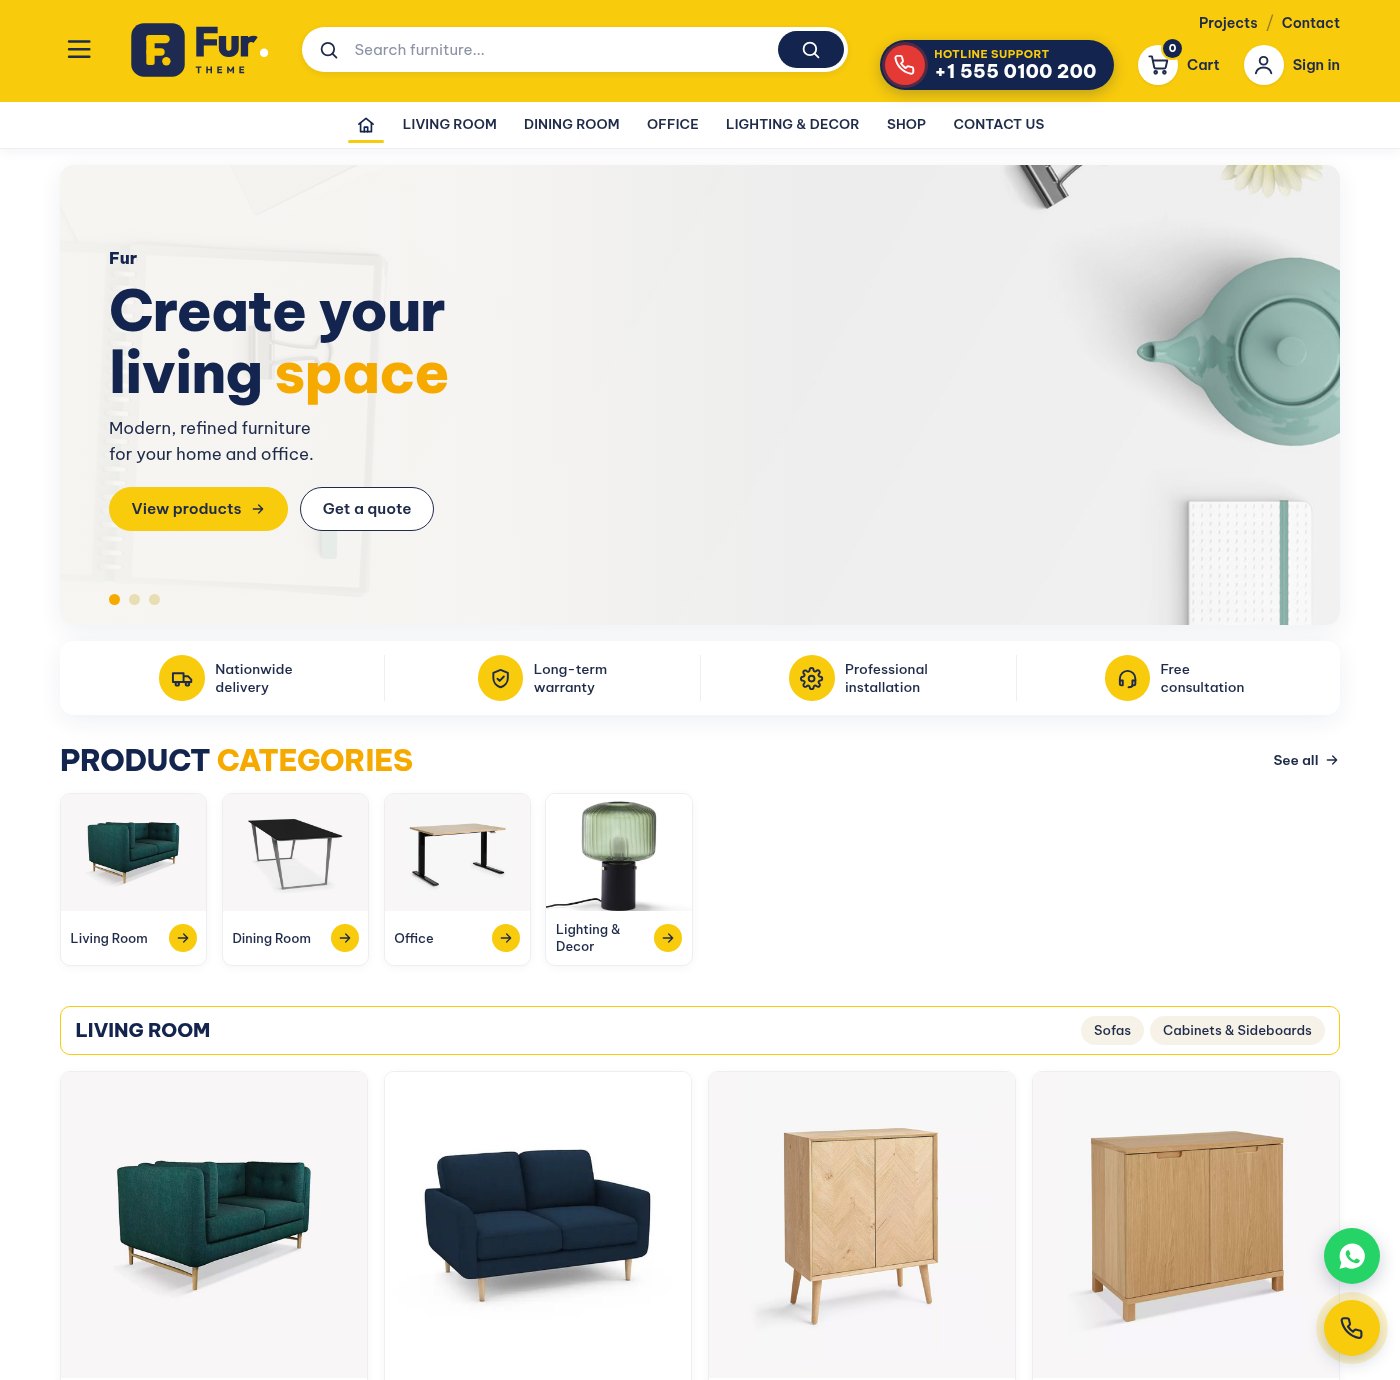 Projects / Contact
Fur.
THEME
Search furniture...
HOTLINE SUPPORT
+1 555 0100 200
0
Cart
Sign in
LIVING ROOM
DINING ROOM
OFFICE
LIGHTING & DECOR
SHOP
CONTACT US
Fur
Create your
living space
Modern, refined furniture
for your home and office.
View products →
Get a quote
Nationwide
delivery
Long-term
warranty
Professional
installation
Free
consultation
PRODUCT CATEGORIES
See all →
Living Room
Dining Room
Office
Lighting &
Decor
LIVING ROOM
Sofas
Cabinets & Sideboards